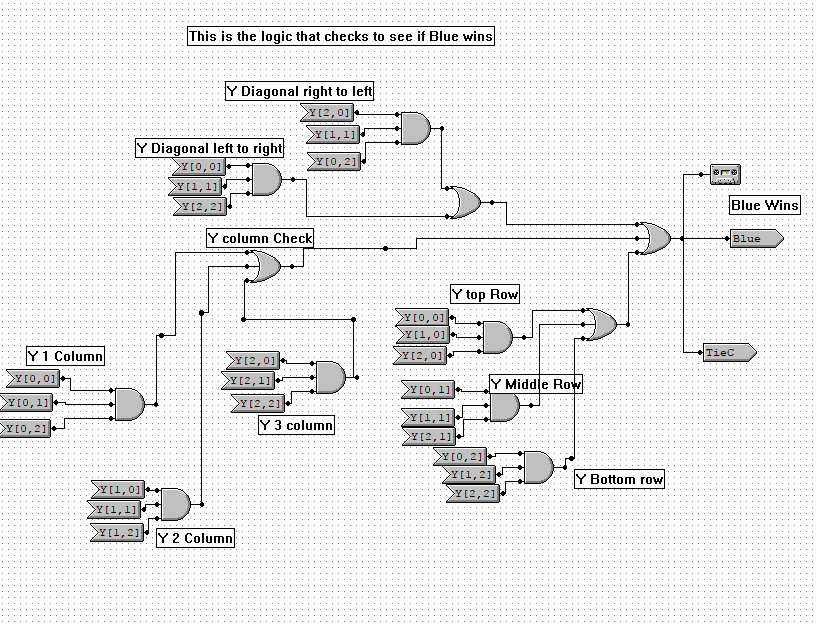 This is the logic that checks to see if Blue wins
Y Diagonal right to left
Y[2,0]
Y[1,1]
Y[0,2]
Y Diagonal left to right
Y[0,0]
Y[1,1]
Y[2,2]
Blue Wins
Blue
TieC
Y column Check
Y top Row
Y[0,0]
Y[1,0]
Y[2,0]
Y 1 Column
Y[0,0]
Y[0,1]
Y[0,2]
Y[2,0]
Y[2,1]
Y[2,2]
Y 3 column
Y Middle Row
Y[0,1]
Y[1,1]
Y[2,1]
Y[0,2]
Y[1,2]
Y[2,2]
Y Bottom row
Y[1,0]
Y[1,1]
Y[1,2]
Y 2 Column